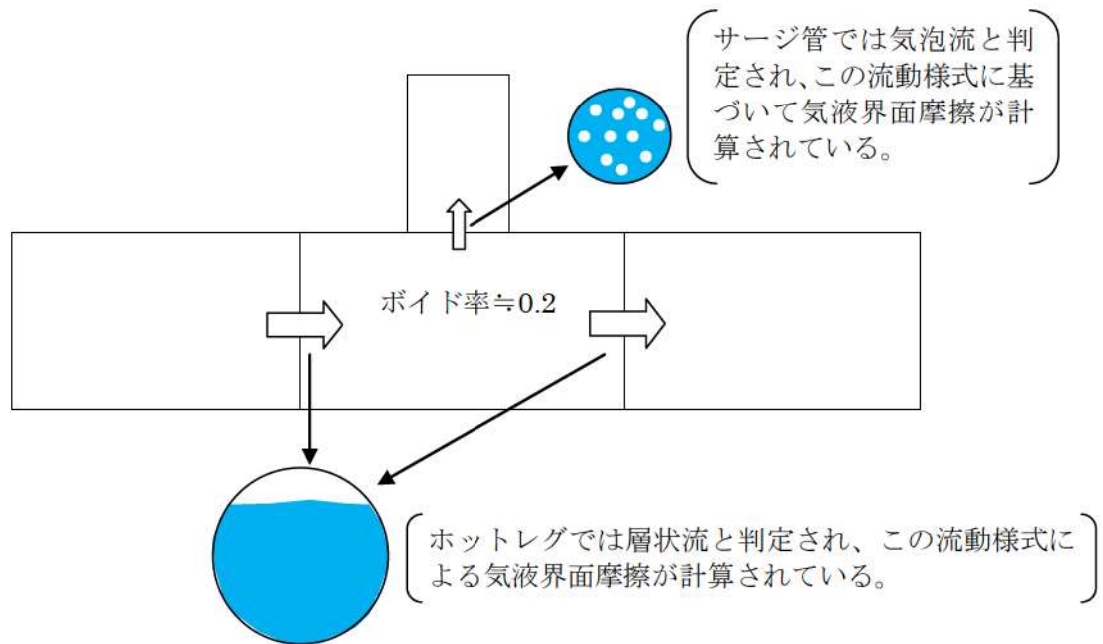 サージ管では気泡流と判
定され、この流動様式に基
づいて気液界面摩擦が計
算されている。
ボイド率≒0.2
ホットレグでは層状流と判定され、この流動様式に
よる気液界面摩擦が計算されている。